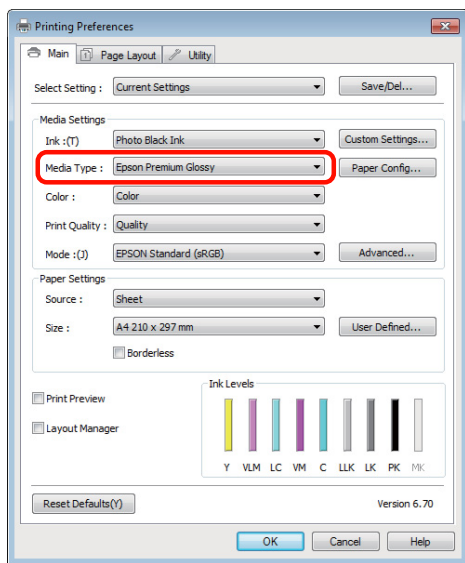 Printing Preferences
Main Page Layout Utility
Select Setting : Current Settings Save/Del...
Media Settings
Ink :(T) Photo Black Ink Custom Settings...
Media Type : Epson Premium Glossy Paper Config...
Color : Color
Print Quality : Quality
Mode :(J) EPSON Standard (sRGB) Advanced...
Paper Settings
Source : Sheet
Size : A4 210 x 297 mm User Defined...
Borderless
Ink Levels
Print Preview
Layout Manager
Y VLM LC VM C LLK LK PK MK
Reset Defaults(Y) Version 6.70
OK Cancel Help